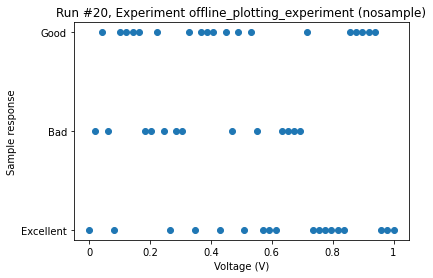 Run #20, Experiment offline_plotting_experiment (nosample)
Good
Bad
Excellent
Sample response
0 0.2 0.4 0.6 0.8 1
Voltage (V)